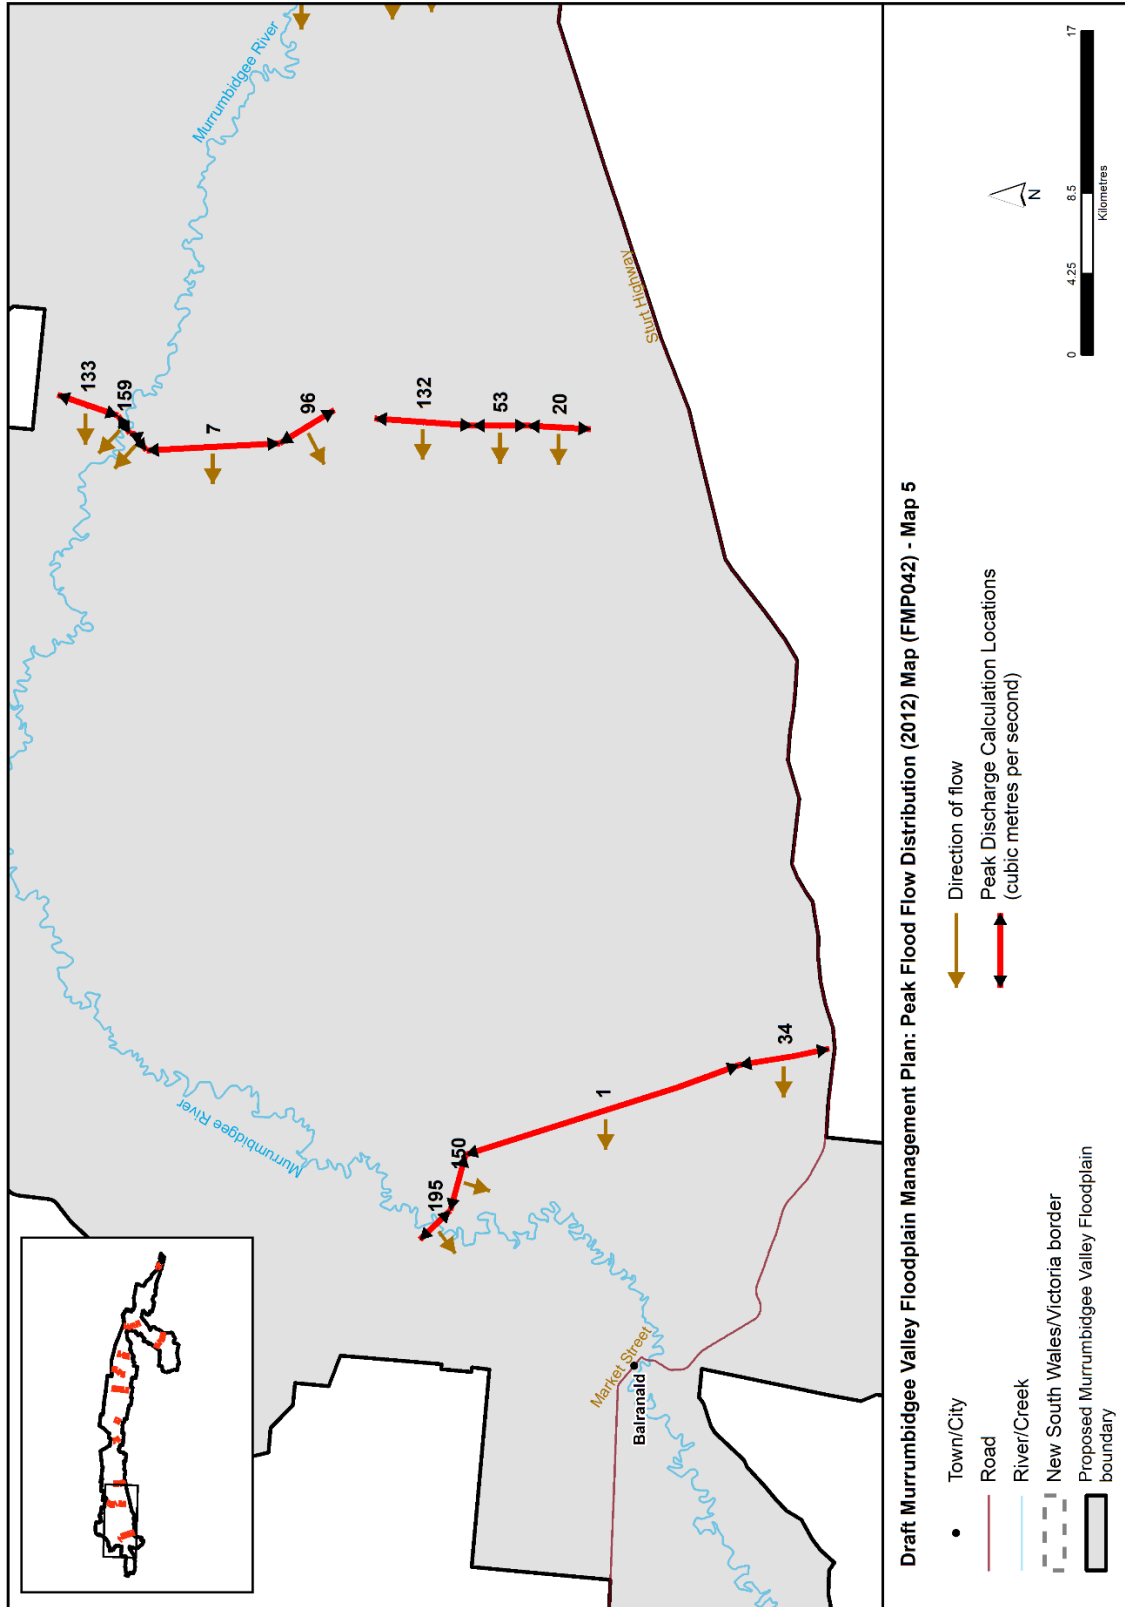 Murrumbidgee River
133
159
7
96
132
53
20
Sturt Highway
Murrumbidgee River
195
150
1
34
Market Street
Balranald
Draft Murrumbidgee Valley Floodplain Management Plan: Peak Flood Flow Distribution (2012) Map (FMP042) - Map 5
Town/City
Road
River/Creek
New South Wales/Victoria border
Proposed Murrumbidgee Valley Floodplain
boundary
Direction of flow
Peak Discharge Calculation Locations
(cubic metres per second)
N
0 4.25 8.5 17
Kilometres